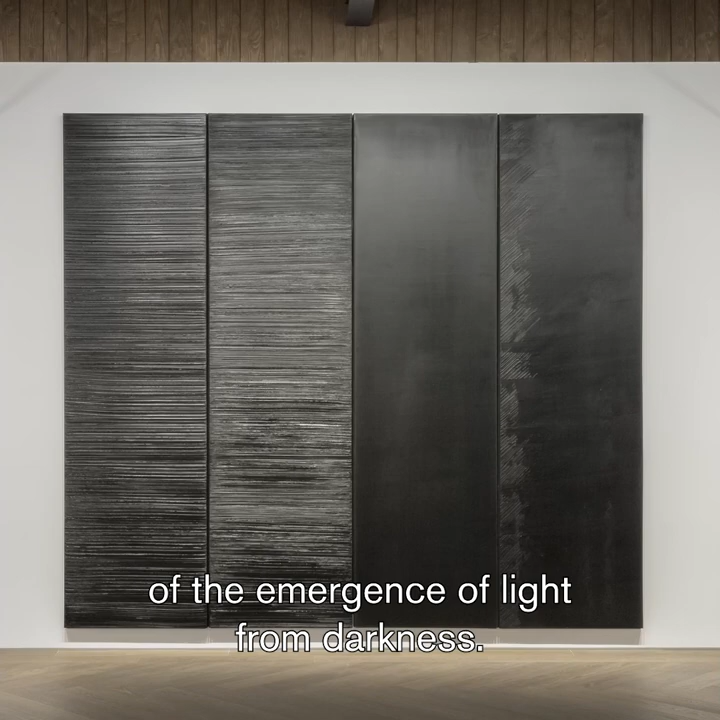 of the emergence of light
from darkness.